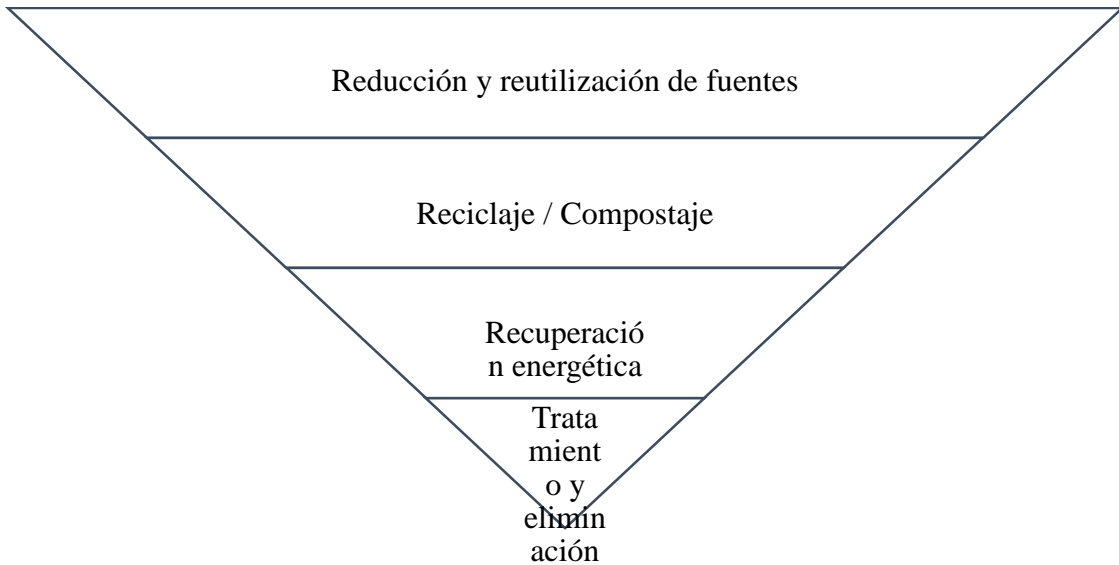 Reducción y reutilización de fuentes
Reciclaje / Compostaje
Recuperació
n energética
Trata
mient
o y
elimin
ación